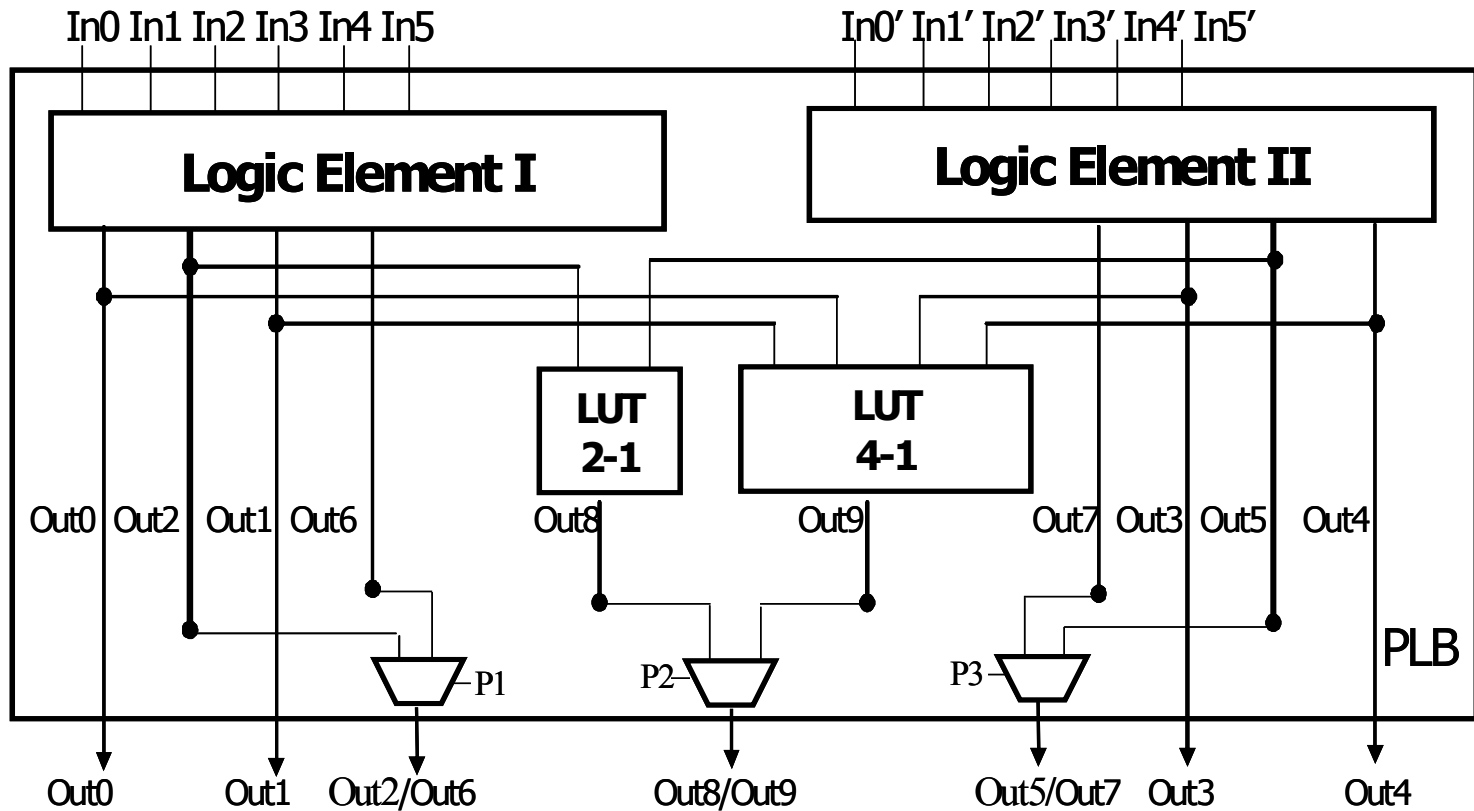 In0 In1 In2 In3 In4 In5
In0’ In1’ In2’ In3’ In4’ In5’
Logic Element I
Logic Element II
LUT
2-1
LUT
4-1
Out0 Out2 Out1 Out6 Out8 Out9 Out7 Out3 Out5 Out4
PLB
P1
P2
P3
Out0 Out1 Out2/Out6 Out8/Out9 Out5/Out7 Out3 Out4